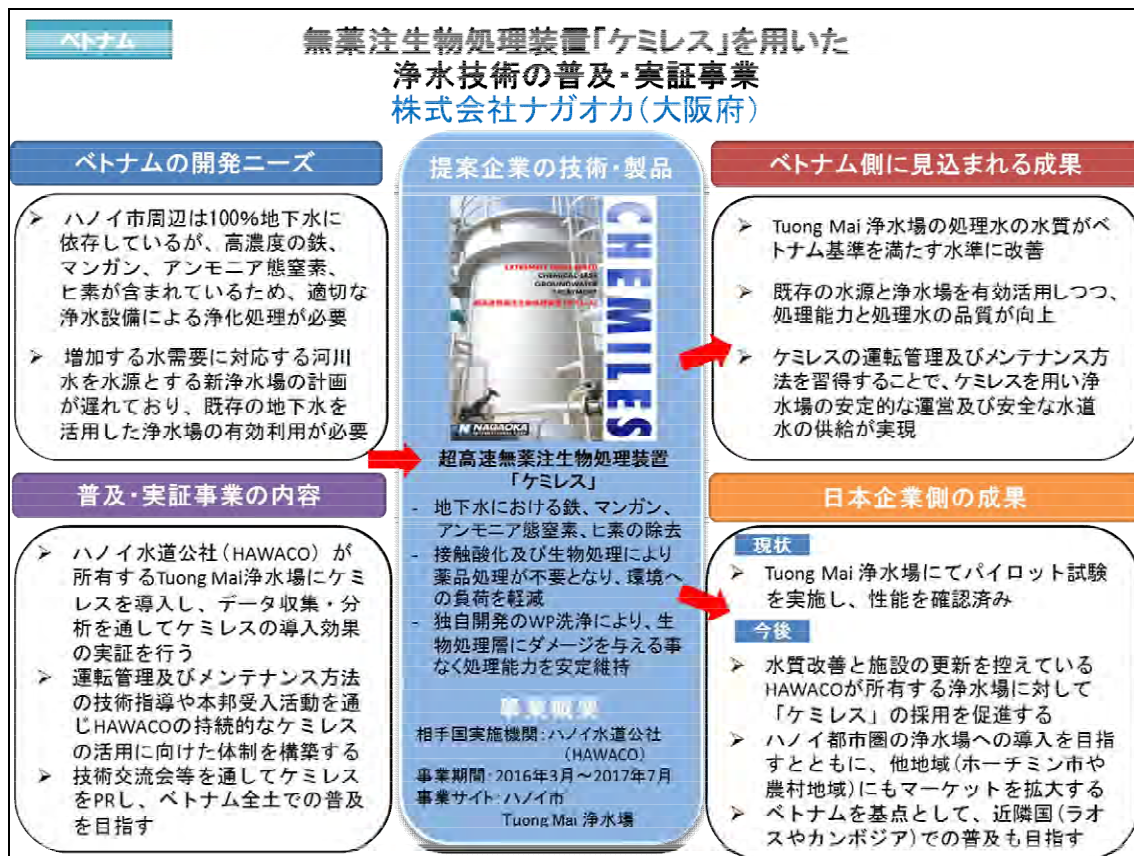 ベトナム
無薬注生物処理装置「ケミレス」を用いた
浄水技術の普及・実証事業
株式会社ナガオカ(大阪府)
ベトナムの開発ニーズ
➢ ハノイ市周辺は100%地下水に
依存しているが、高濃度の鉄、
マンガン、アンモニア態窒素、
ヒ素が含まれているため、適切な
浄水設備による浄化処理が必要
➢ 増加する水需要に対応する河川
水を水源とする新浄水場の計画
が遅れており、既存の地下水を
活用した浄水場の有効利用が必要
普及・実証事業の内容
➢ ハノイ水道公社(HAWACO) が
所有するTuong Mai浄水場にケミ
レスを導入し、データ収集・分
析を通してケミレスの導入効果
の実証を行う
➢ 運転管理及びメンテナンス方法
の技術指導や本邦受入活動を通
じHAWACOの持続的なケミレス
の活用に向けた体制を構築する
➢ 技術交流会等を通してケミレス
をPRし、ベトナム全土での普及
を目指す
提案企業の技術・製品
CHEMILES
CHEMICAL-LESS
GROUNDWATER
TREATMENT
NAGAOKA
超高速無薬注生物処理装置
「ケミレス」
- 地下水における鉄、マンガン、
アンモニア態窒素、ヒ素の除去
- 接触酸化及び生物処理により
薬品処理が不要となり、環境へ
の負荷を軽減
- 独自開発のWP洗浄により、生
物処理層にダメージを与える事
なく処理能力を安定維持
事業概要
相手国実施機関:ハノイ水道公社
(HAWACO)
事業期間:2016年3月~2017年7月
事業サイト:ハノイ市
Tuong Mai 浄水場
ベトナム側に見込まれる成果
➢ Tuong Mai 浄水場の処理水の水質がベ
トナム基準を満たす水準に改善
➢ 既存の水源と浄水場を有効活用しつつ、
処理能力と処理水の品質が向上
➢ ケミレスの運転管理及びメンテナンス方
法を習得することで、ケミレスを用い浄
水場の安定的な運営及び安全な水道
水の供給が実現
日本企業側の成果
現状
➢ Tuong Mai 浄水場にてパイロット試験
を実施し、性能を確認済み
今後
➢ 水質改善と施設の更新を控えている
HAWACOが所有する浄水場に対して
「ケミレス」の採用を促進する
➢ ハノイ都市圏の浄水場への導入を目指
すとともに、他地域(ホーチミン市や
農村地域)にもマーケットを拡大する
➢ ベトナムを基点として、近隣国(ラオ
スやカンボジア)での普及も目指す